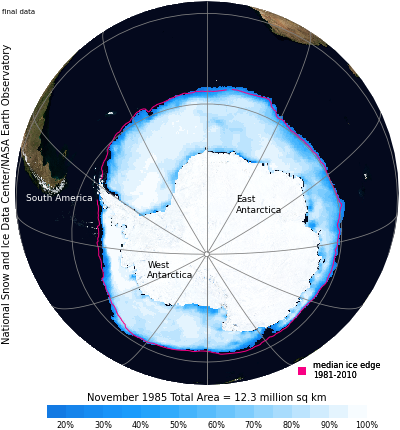 final data
National Snow and Ice Data Center/NASA Earth Observatory
South America
East
Antarctica
West
Antarctica
median ice edge
1981-2010
November 1985 Total Area = 12.3 million sq km
20% 30% 40% 50% 60% 70% 80% 90% 100%